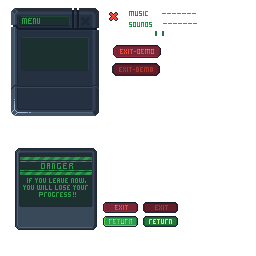 MENU
MUSIC -------
SOUNDS -------
EXIT-DEMO
EXIT-DEMO
DANGER
IF YOU LEAVE NOW,
YOU WILL LOSE YOUR
PROGRESS!!
EXIT EXIT
RETURN RETURN